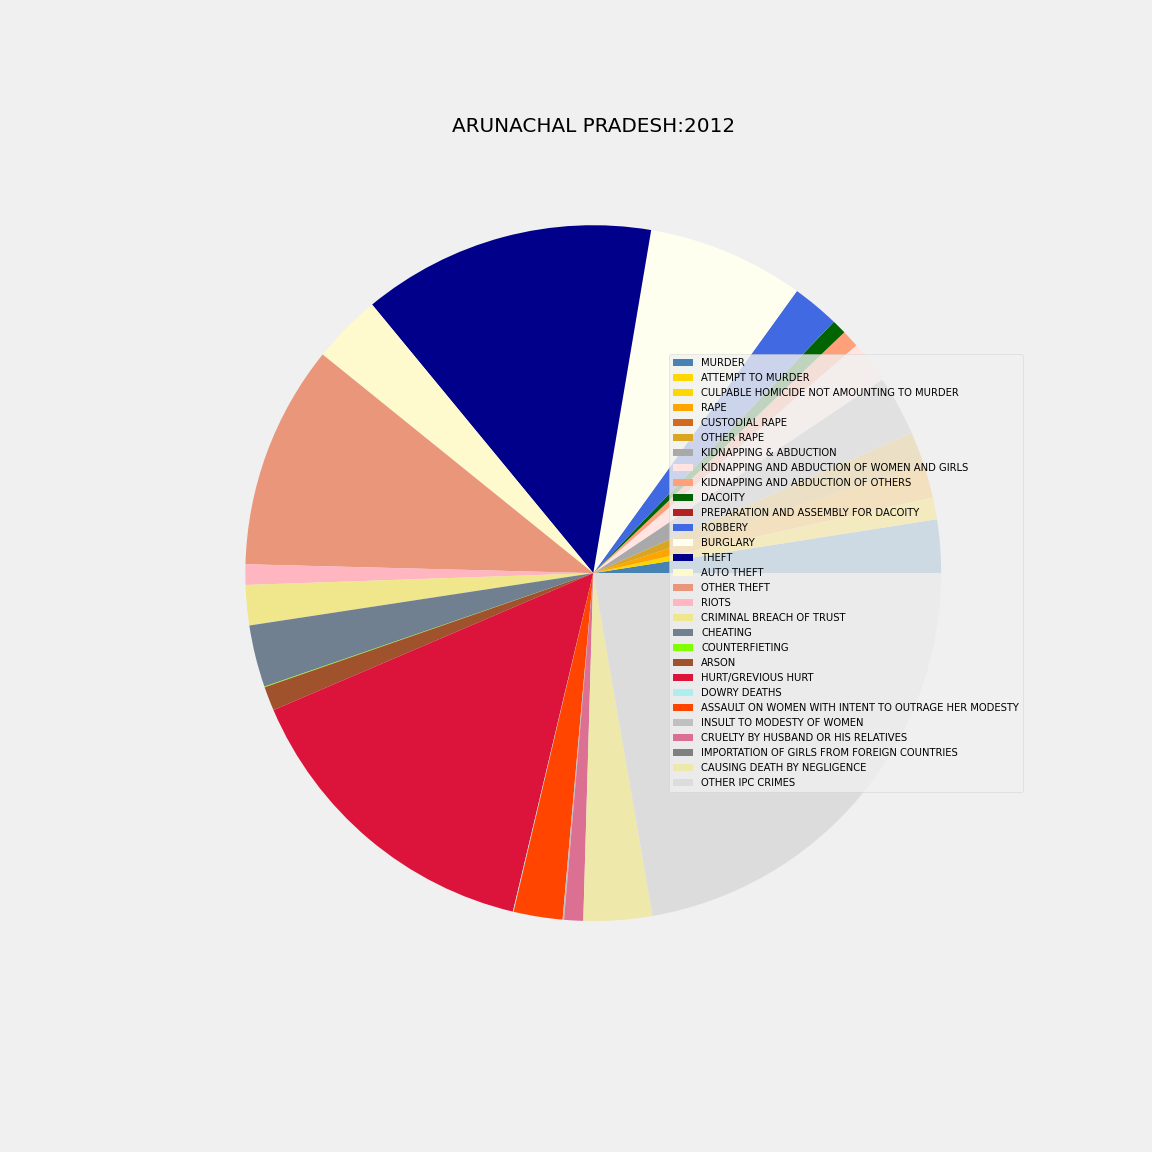 ARUNACHAL PRADESH:2012
MURDER
ATTEMPT TO MURDER
CULPABLE HOMICIDE NOT AMOUNTING TO MURDER
RAPE
CUSTODIAL RAPE
OTHER RAPE
KIDNAPPING & ABDUCTION
KIDNAPPING AND ABDUCTION OF WOMEN AND GIRLS
KIDNAPPING AND ABDUCTION OF OTHERS
DACOITY
PREPARATION AND ASSEMBLY FOR DACOITY
ROBBERY
BURGLARY
THEFT
AUTO THEFT
OTHER THEFT
RIOTS
CRIMINAL BREACH OF TRUST
CHEATING
COUNTERFIETING
ARSON
HURT/GREVIOUS HURT
DOWRY DEATHS
ASSAULT ON WOMEN WITH INTENT TO OUTRAGE HER MODESTY
INSULT TO MODESTY OF WOMEN
CRUELTY BY HUSBAND OR HIS RELATIVES
IMPORTATION OF GIRLS FROM FOREIGN COUNTRIES
CAUSING DEATH BY NEGLIGENCE
OTHER IPC CRIMES